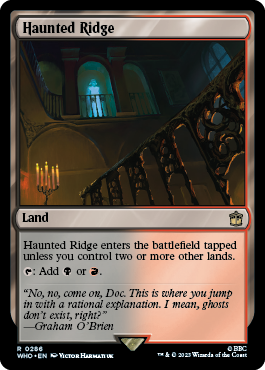 Haunted Ridge
Land
Haunted Ridge enters the battlefield tapped
unless you control two or more other lands.
: Add or .
“No, no, come on, Doc. This is where you jump
in with a rational explanation. I mean, ghosts
don’t exist, right?”
—Graham O’Brien
R 0286
© BBC
WHO • EN Victor Harmatiuk
™ & © 2023 Wizards of the Coast